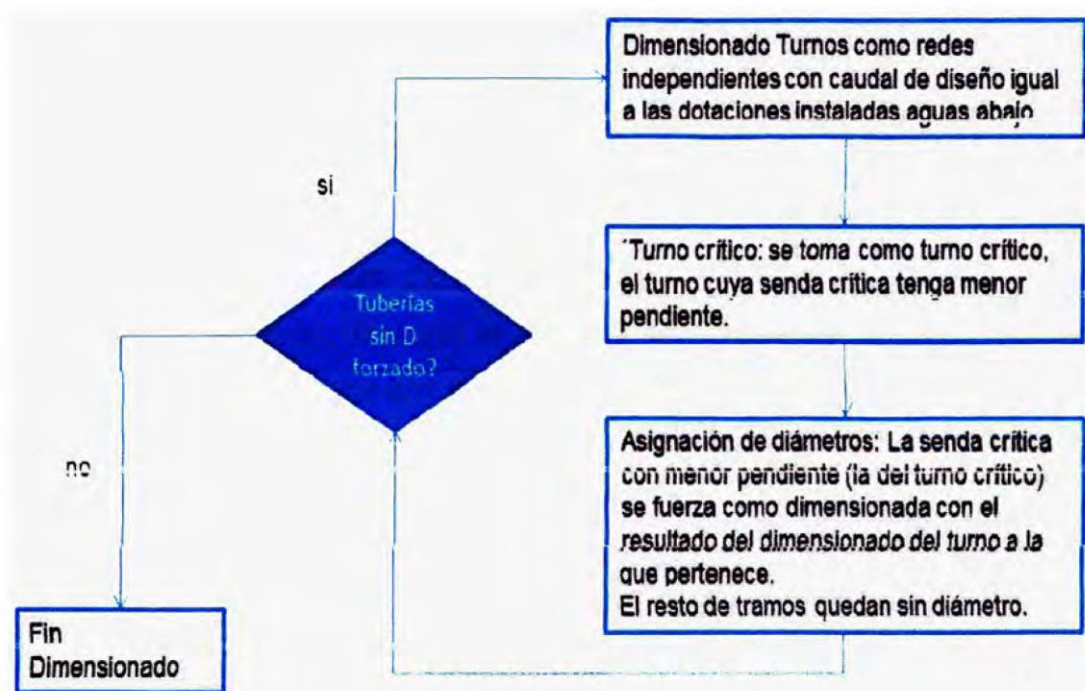 Dimensionado Turnos como redes
independientes con caudal de diseño igual
a las dotaciones instaladas aguas abajo
si
´Turno crítico: se toma como turno crítico,
el turno cuya senda crítica tenga menor
pendiente.
Tuberías
sin D
forzado?
Asignación de diámetros: La senda crítica
con menor pendiente (la del turno crítico)
se fuerza como dimensionada con el
resultado del dimensionado del turno a la
que pertenece.
El resto de tramos quedan sin diámetro.
no
Fin
Dimensionado